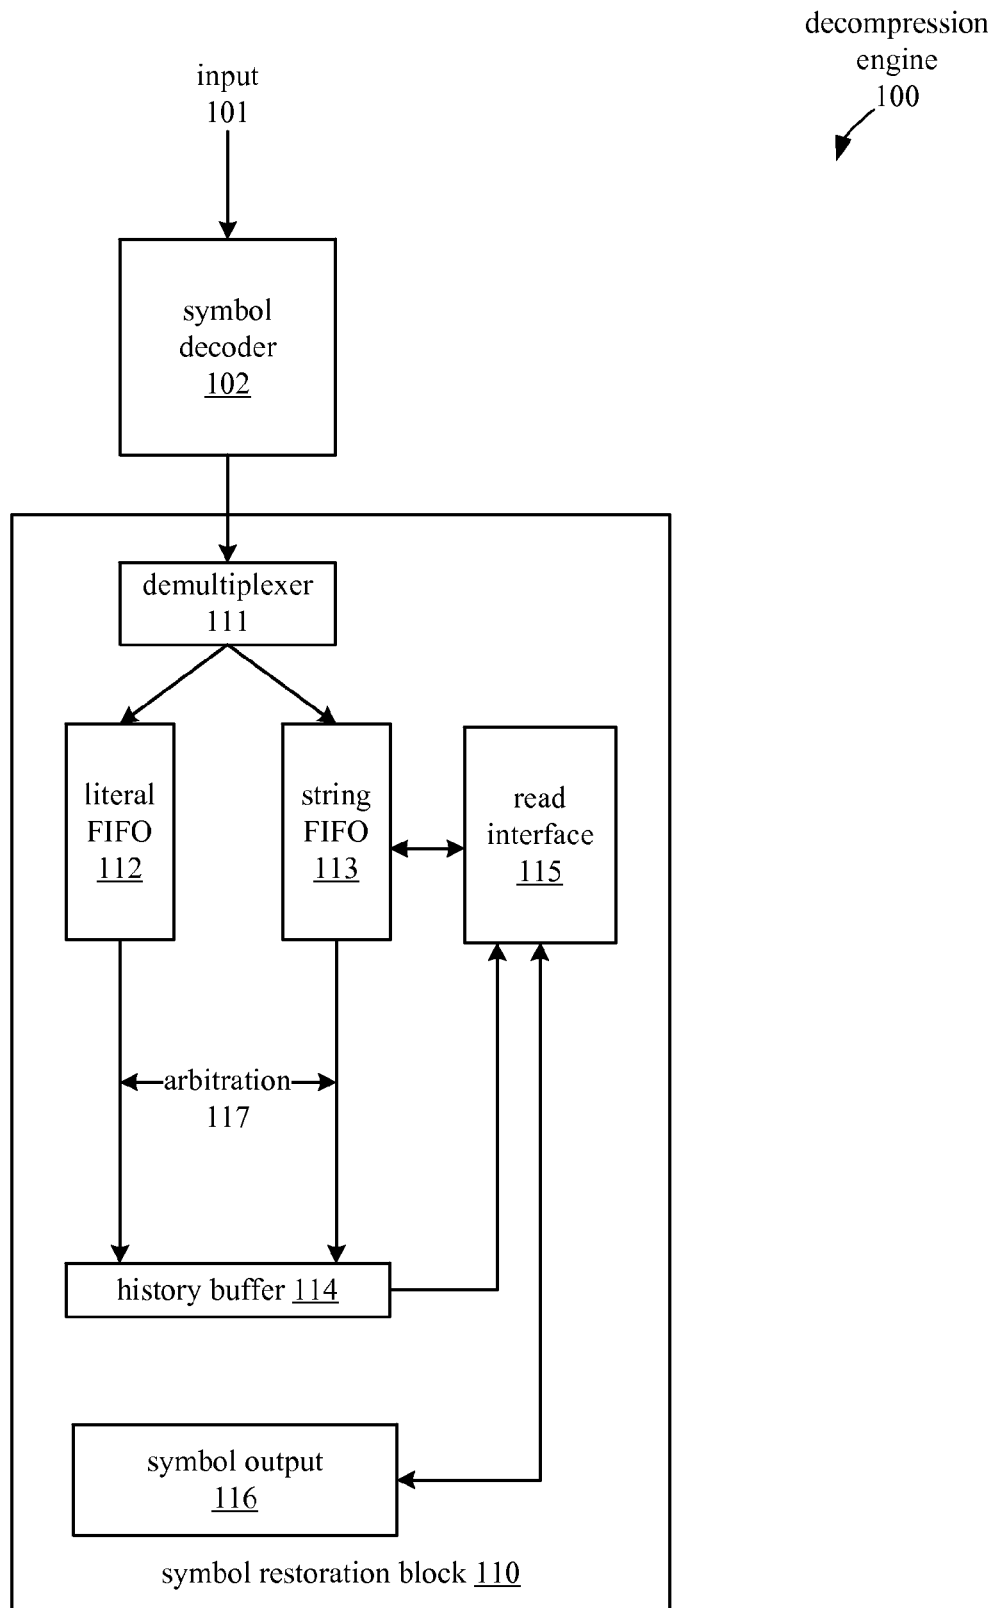 decompression
engine
100
input
101
symbol
decoder
102
demultiplexer
111
literal
FIFO
112
string
FIFO
113
read
interface
115
arbitration
117
history buffer 114
symbol output
116
symbol restoration block 110